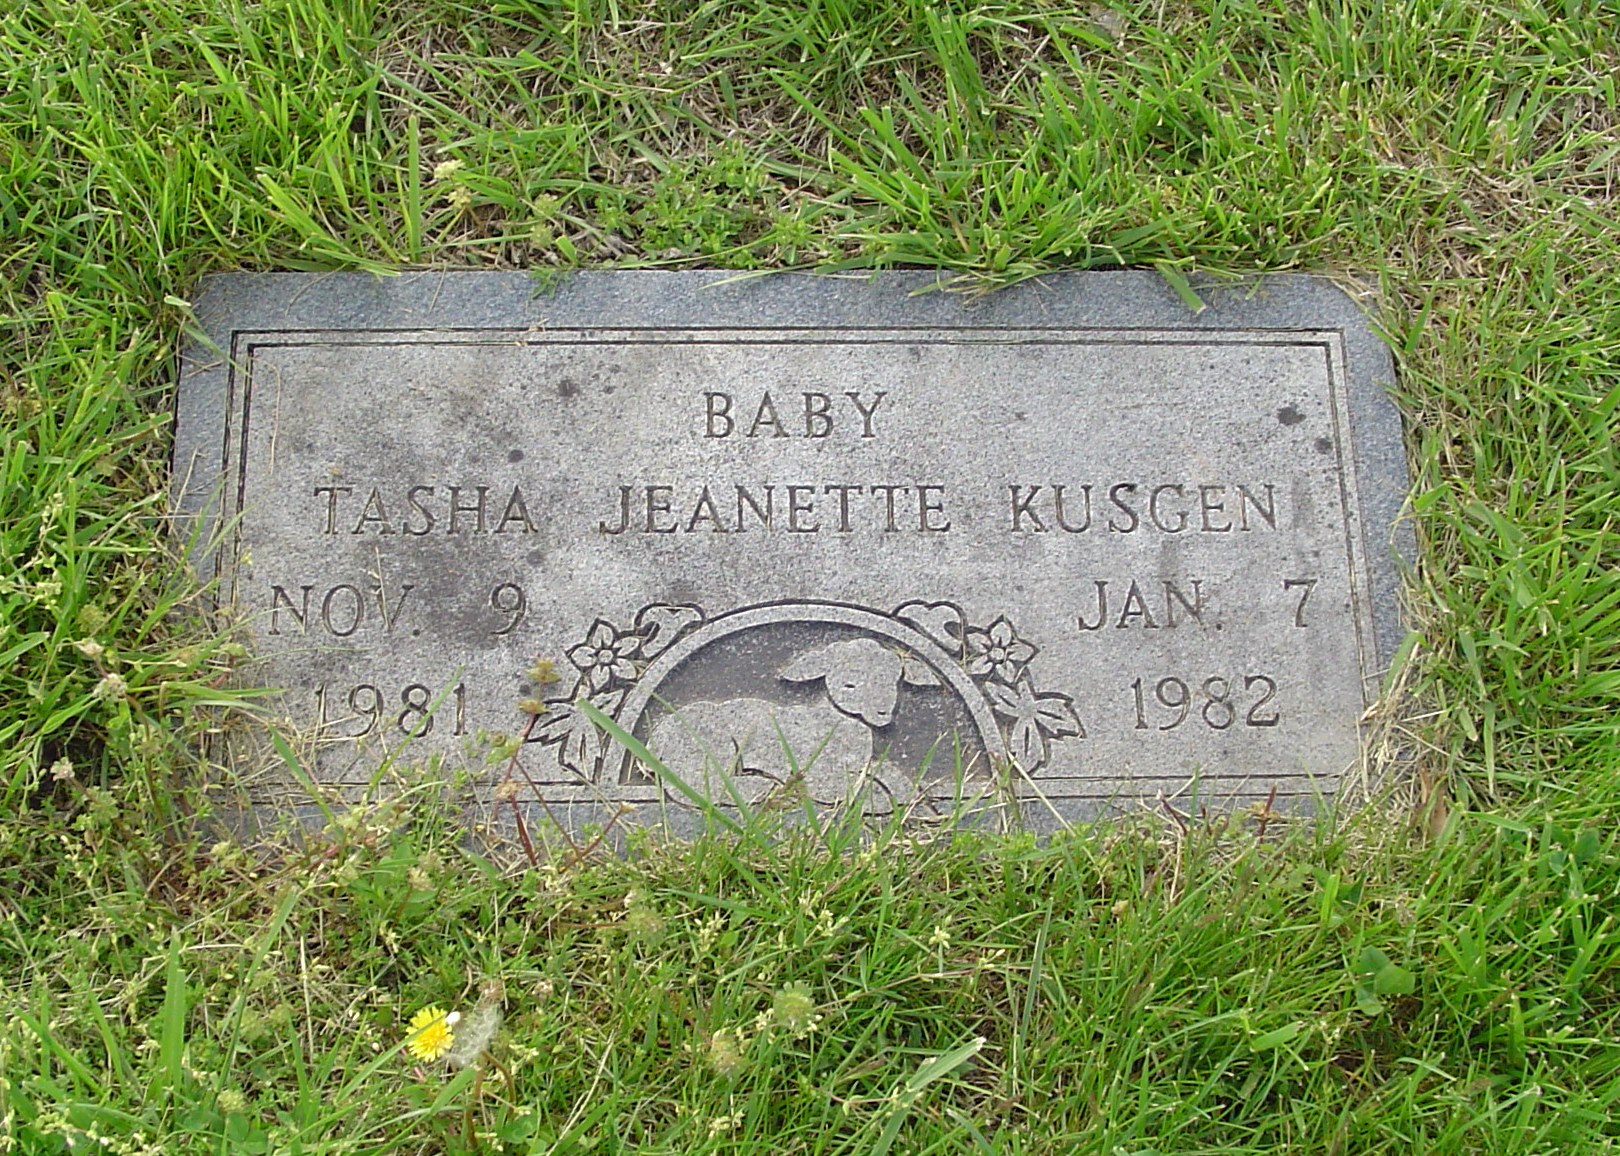 BABY
TASHA JEANETTE KUSGEN
NOV. 9 JAN. 7
1981 1982